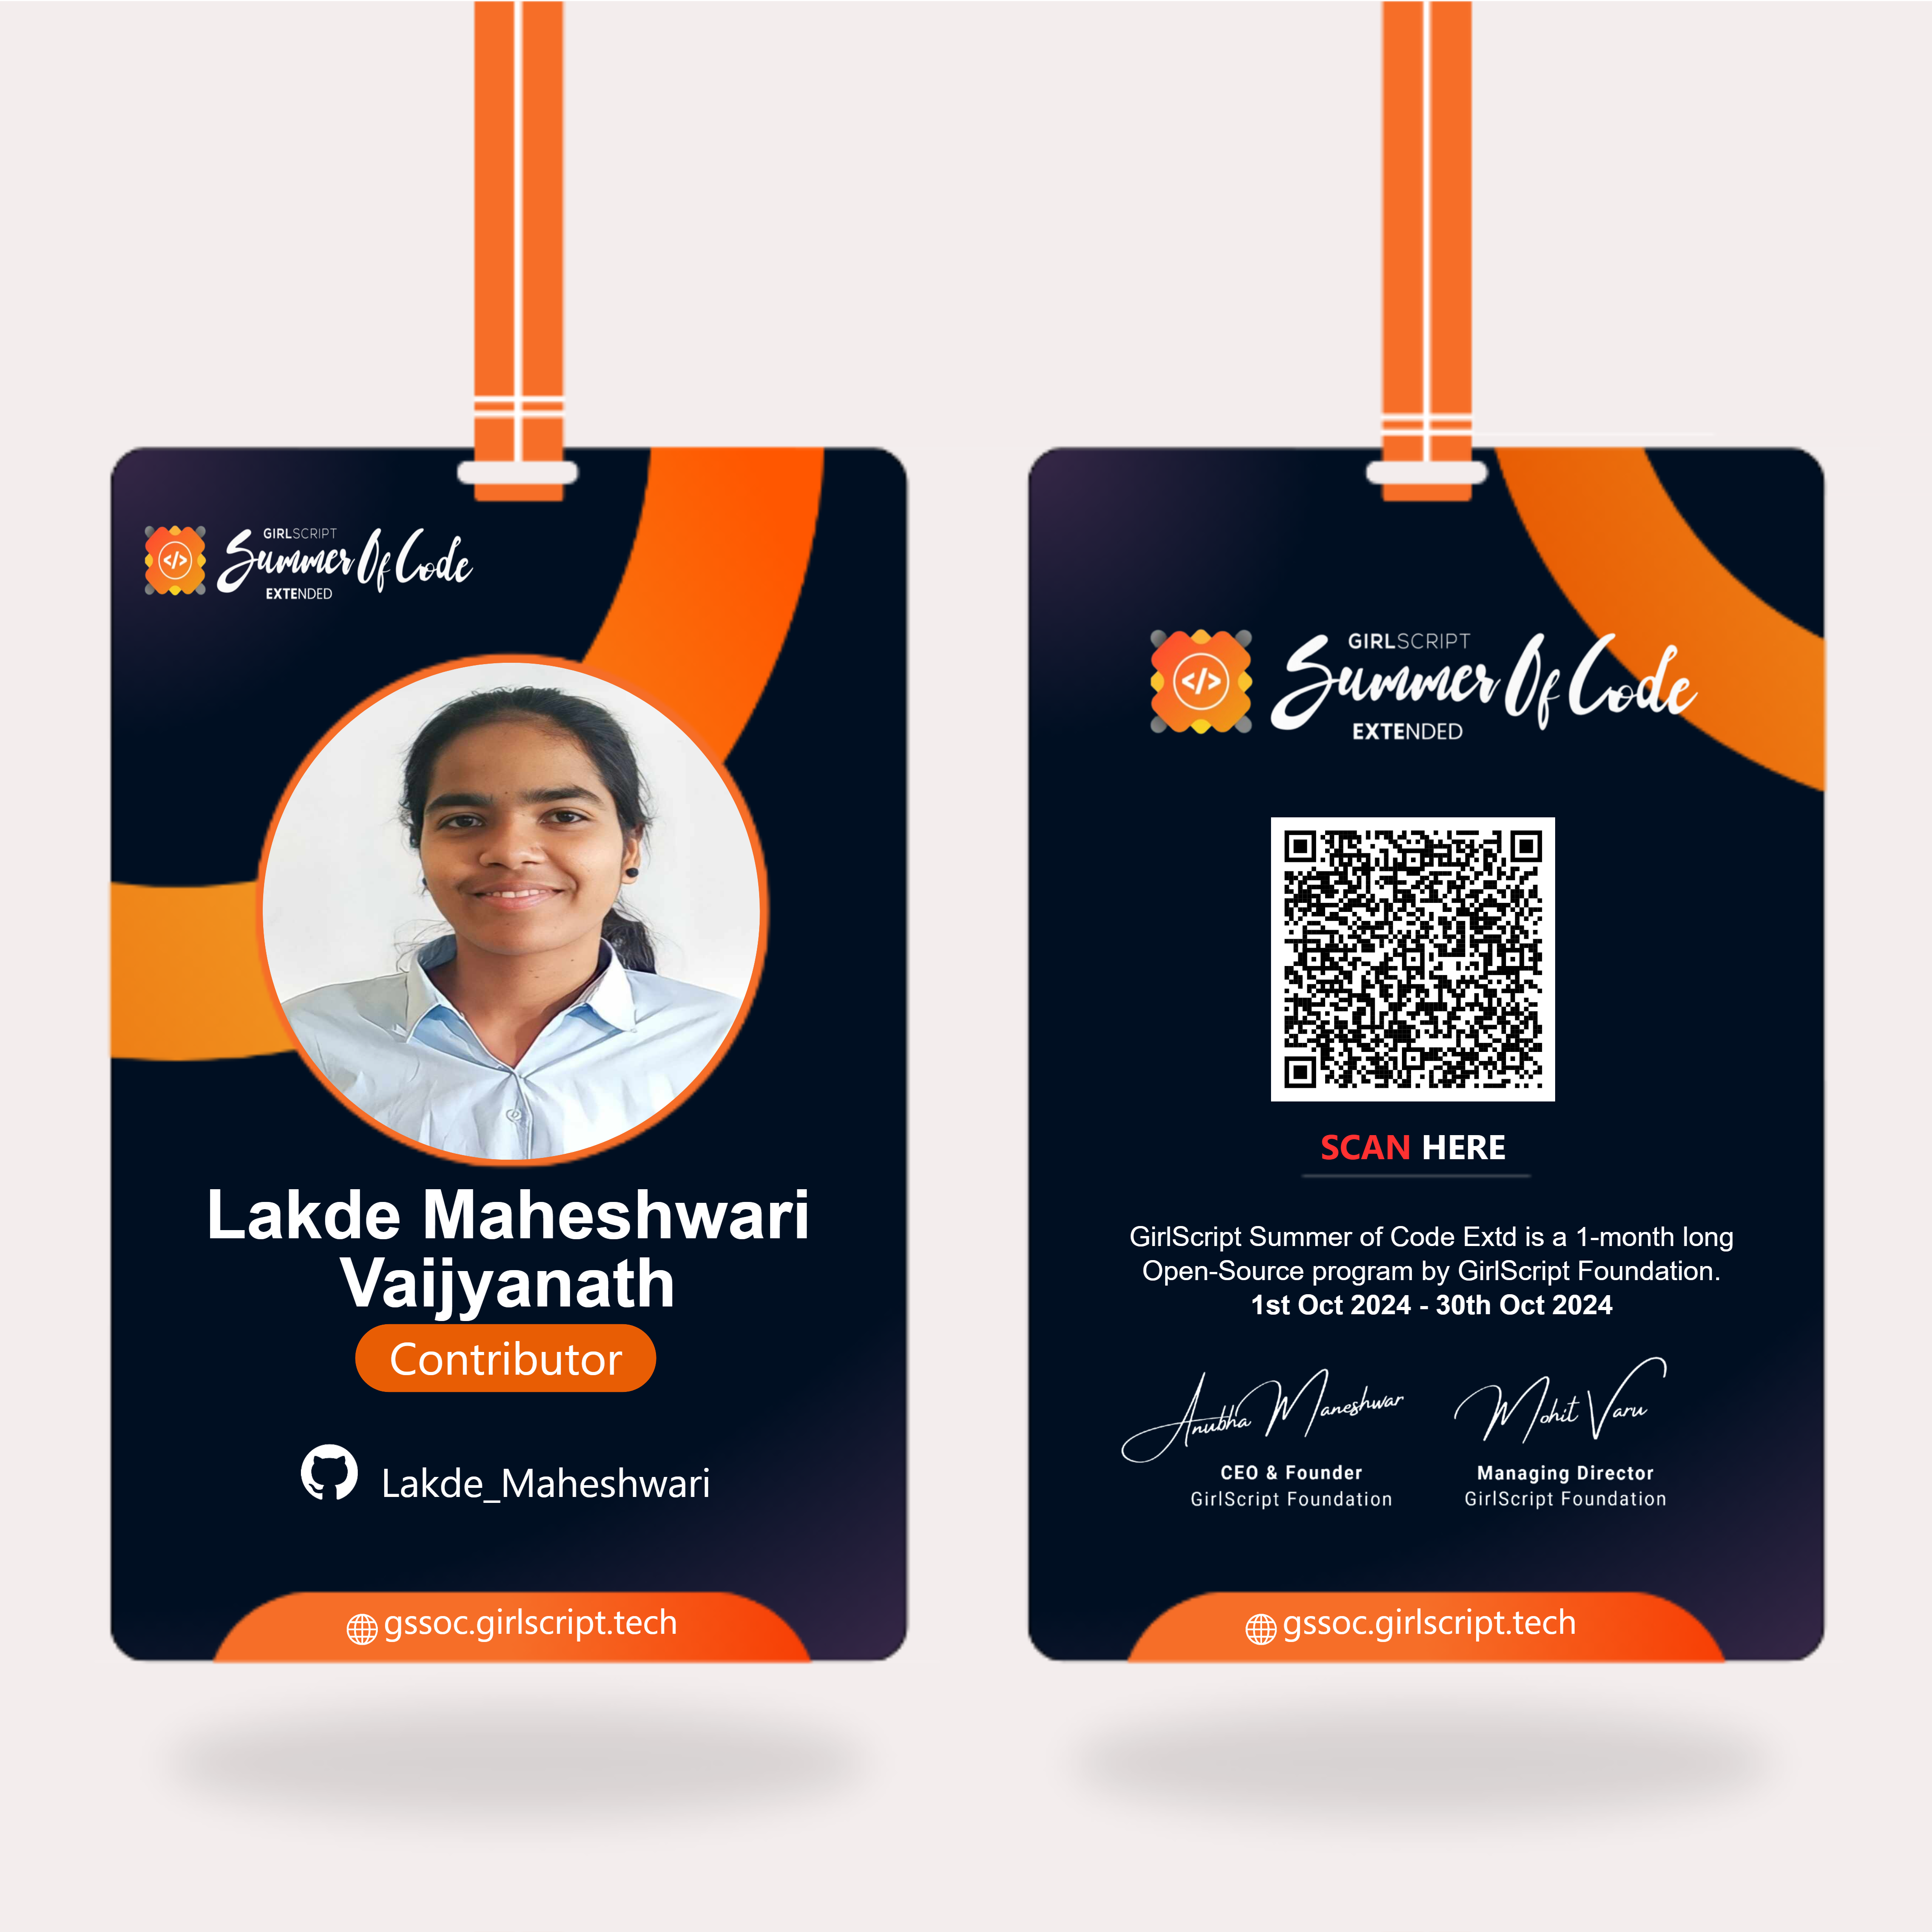 GIRLSCRIPT
Summer Of Code
EXTENDED
Lakde Maheshwari
Vaijyanath
Contributor
Lakde_Maheshwari
gssoc.girlscript.tech
GIRLSCRIPT
Summer Of Code
EXTENDED
SCAN HERE
GirlScript Summer of Code Extd is a 1-month long
Open-Source program by GirlScript Foundation.
1st Oct 2024 - 30th Oct 2024
Anubha Maneshwar
CEO & Founder
GirlScript Foundation
Mohit Varu
Managing Director
GirlScript Foundation
gssoc.girlscript.tech